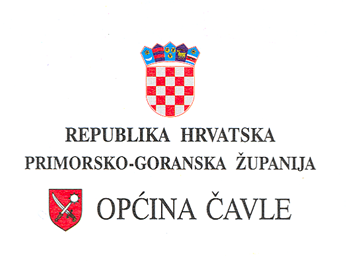 REPUBLIKA HRVATSKA
PRIMORSKO-GORANSKA ŽUPANIJA
OPĆINA ČAVLE